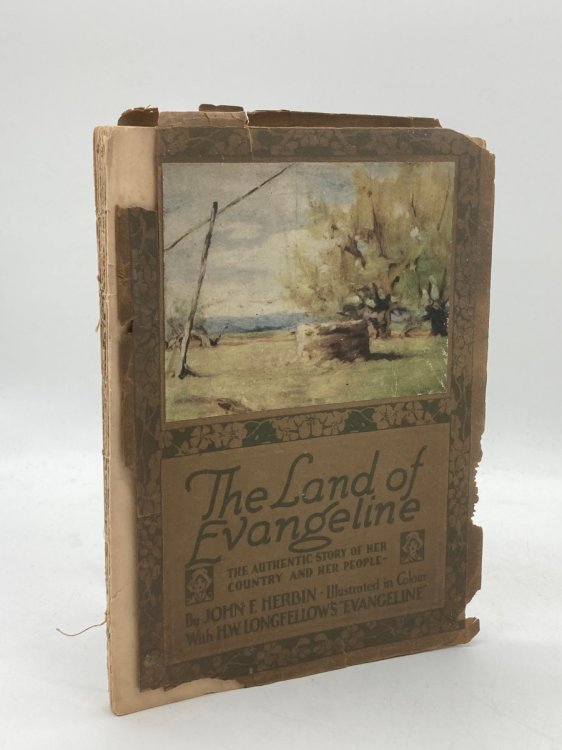 The Land of
Evangeline
THE AUTHENTIC STORY OF HER
COUNTRY AND HER PEOPLE-
By JOHN F. HERBIN - Illustrated in Colour
With H.W. LONGFELLOW'S "EVANGELINE"